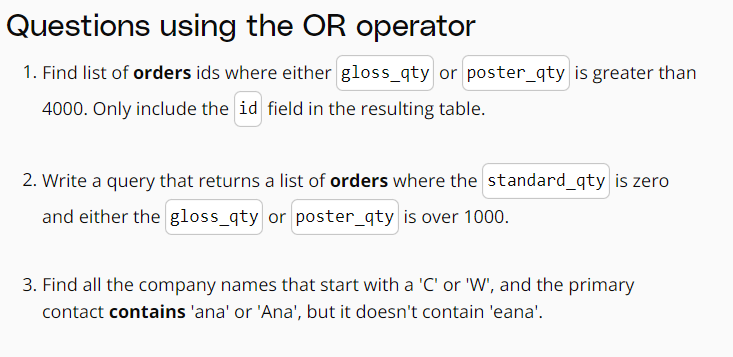 Questions using the OR operator
1. Find list of orders ids where either gloss_qty or poster_qty is greater than
4000. Only include the id field in the resulting table.
2. Write a query that returns a list of orders where the standard_qty is zero
and either the gloss_qty or poster_qty is over 1000.
3. Find all the company names that start with a 'C' or 'W', and the primary
contact contains 'ana' or 'Ana', but it doesn't contain 'eana'.